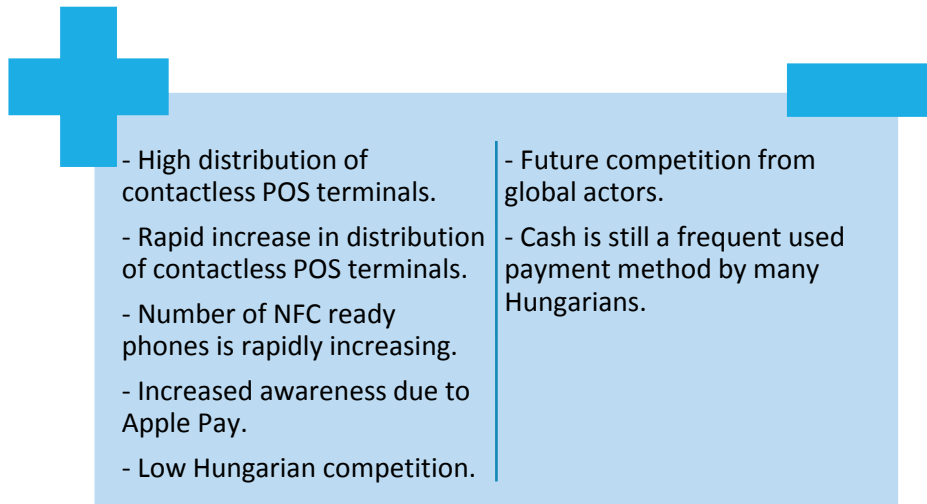 - High distribution of
contactless POS terminals.
- Rapid increase in distribution
of contactless POS terminals.
- Number of NFC ready
phones is rapidly increasing.
- Increased awareness due to
Apple Pay.
- Low Hungarian competition.
- Future competition from
global actors.
- Cash is still a frequent used
payment method by many
Hungarians.